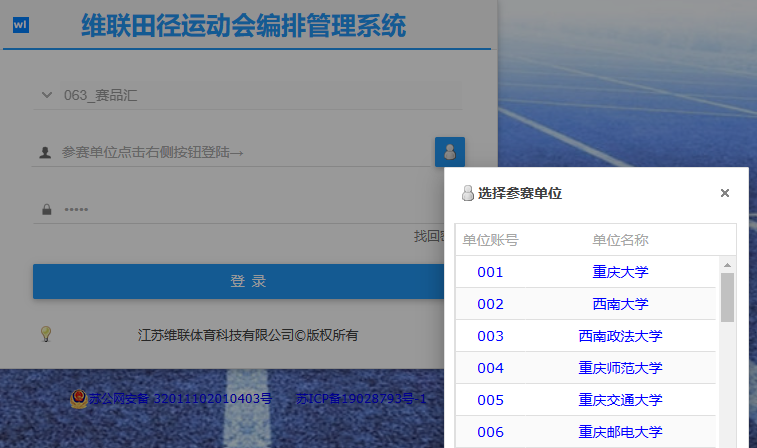 wl 维联田径运动会编排管理系统
063_赛品汇
参赛单位点击右侧按钮登陆→
找回
登 录
江苏维联体育科技有限公司©版权所有
苏公网安备 32011102010403号 苏ICP备19028793号-1
选择参赛单位 ×
单位账号 单位名称
001 重庆大学
002 西南大学
003 西南政法大学
004 重庆师范大学
005 重庆交通大学
006 重庆邮电大学